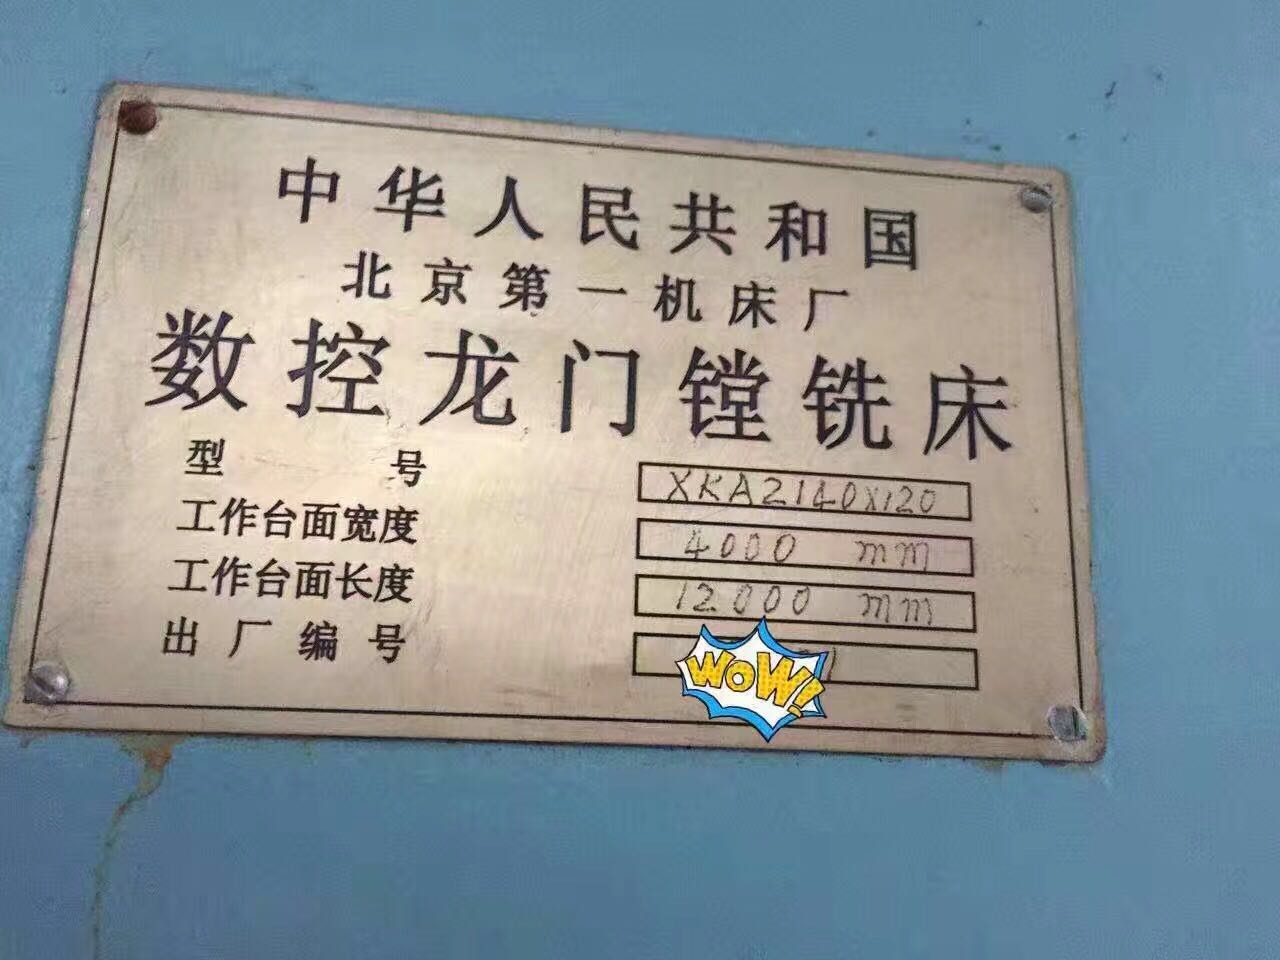 中华人民共和国
北京第一机床厂
数控龙门镗铣床
型号 XKA2140X120
工作台面宽度 4000 mm
工作台面长度 12000 mm
出厂编号
WOW!